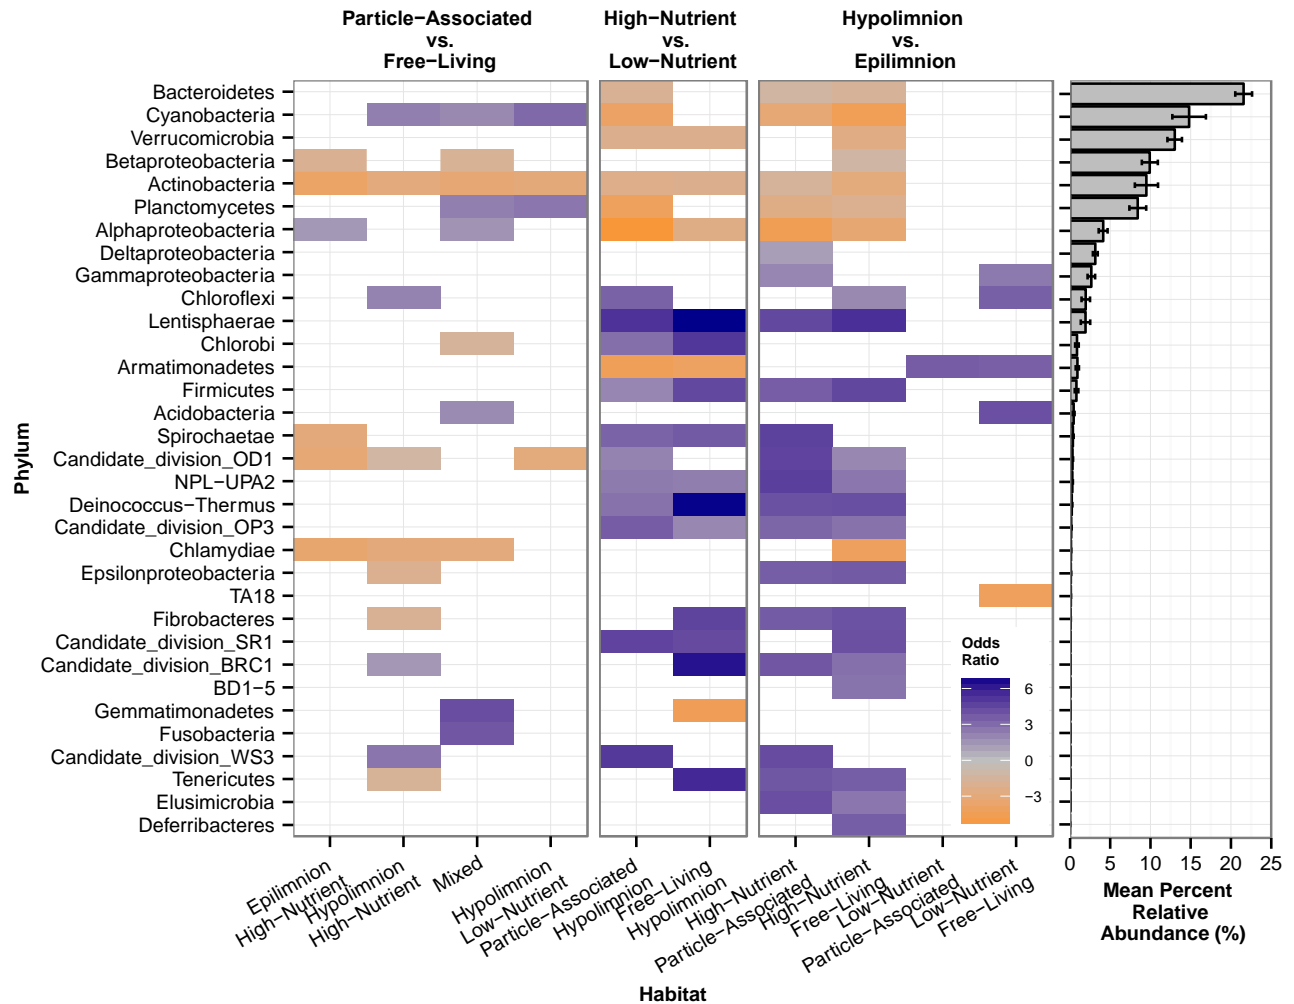 Particle−Associated
vs.
Free−Living
High−Nutrient
vs.
Low−Nutrient
Hypolimnion
vs.
Epilimnion
Phylum
Bacteroidetes
Cyanobacteria
Verrucomicrobia
Betaproteobacteria
Actinobacteria
Planctomycetes
Alphaproteobacteria
Deltaproteobacteria
Gammaproteobacteria
Chloroflexi
Lentisphaerae
Chlorobi
Armatimonadetes
Firmicutes
Acidobacteria
Spirochaetae
Candidate_division_OD1
NPL−UPA2
Deinococcus−Thermus
Candidate_division_OP3
Chlamydiae
Epsilonproteobacteria
TA18
Fibrobacteres
Candidate_division_SR1
Candidate_division_BRC1
BD1−5
Gemmatimonadetes
Fusobacteria
Candidate_division_WS3
Tenericutes
Elusimicrobia
Deferribacteres
Odds
Ratio
6
3
0
−3
Epilimnion
High−Nutrient
Hypolimnion
High−Nutrient
Mixed
Hypolimnion
Low−Nutrient
Particle−Associated
Hypolimnion
Free−Living
Hypolimnion
High−Nutrient
Particle−Associated
High−Nutrient
Free−Living
Low−Nutrient
Particle−Associated
Low−Nutrient
Free−Living
Habitat
0 5 10 15 20 25
Mean Percent
Relative
Abundance (%)